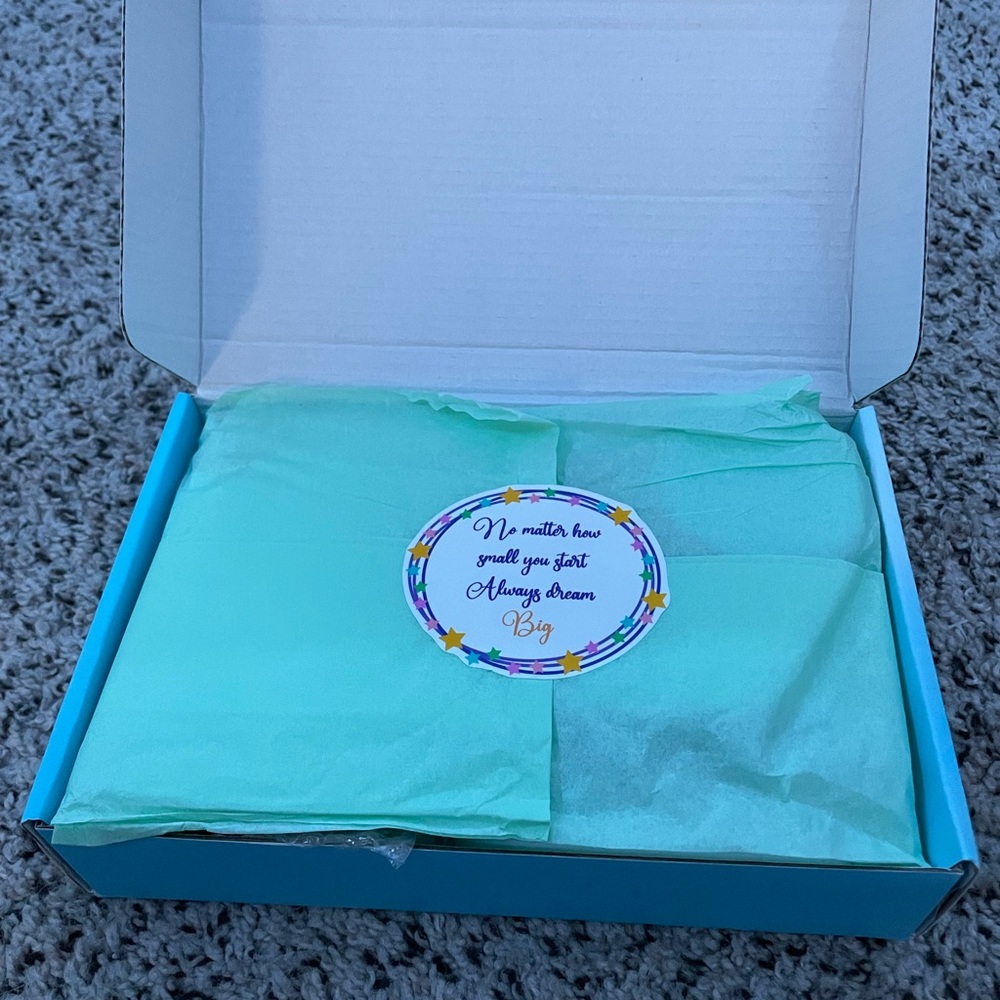 No matter how
small you start
Always dream
Big